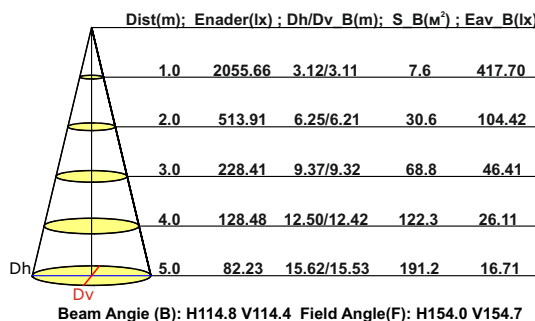 Dist(m); Enader(lx) ; Dh/Dv_B(m); S_B(м²) ; Eav_B(lx)
1.0 2055.66 3.12/3.11 7.6 417.70
2.0 513.91 6.25/6.21 30.6 104.42
3.0 228.41 9.37/9.32 68.8 46.41
4.0 128.48 12.50/12.42 122.3 26.11
Dh 5.0 82.23 15.62/15.53 191.2 16.71
Dv
Beam Angie (B): H114.8 V114.4 Field Angle(F): H154.0 V154.7